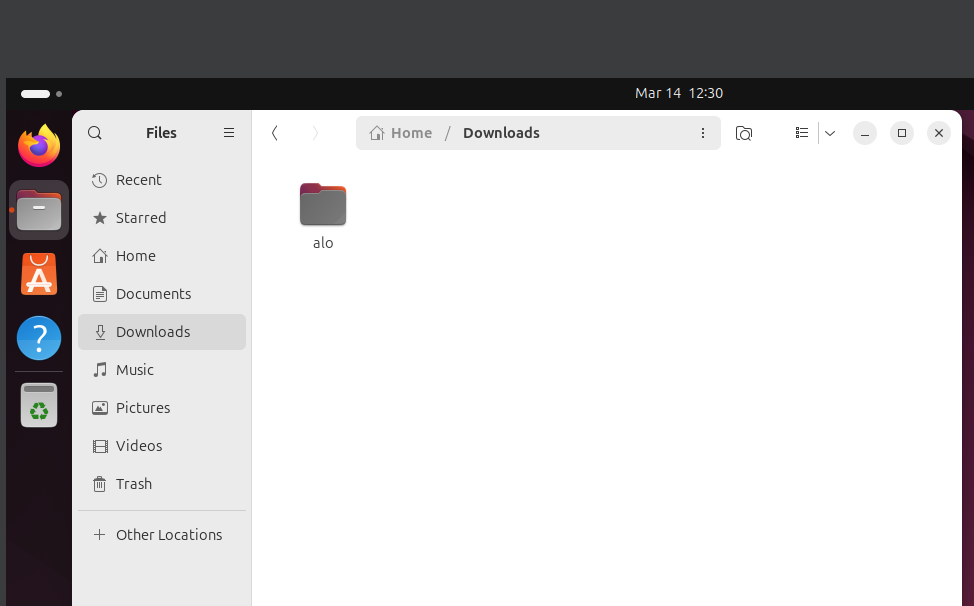 Mar 14 12:30
Files
Home / Downloads
Recent
Starred
Home
Documents
Downloads
Music
Pictures
Videos
Trash
Other Locations
alo